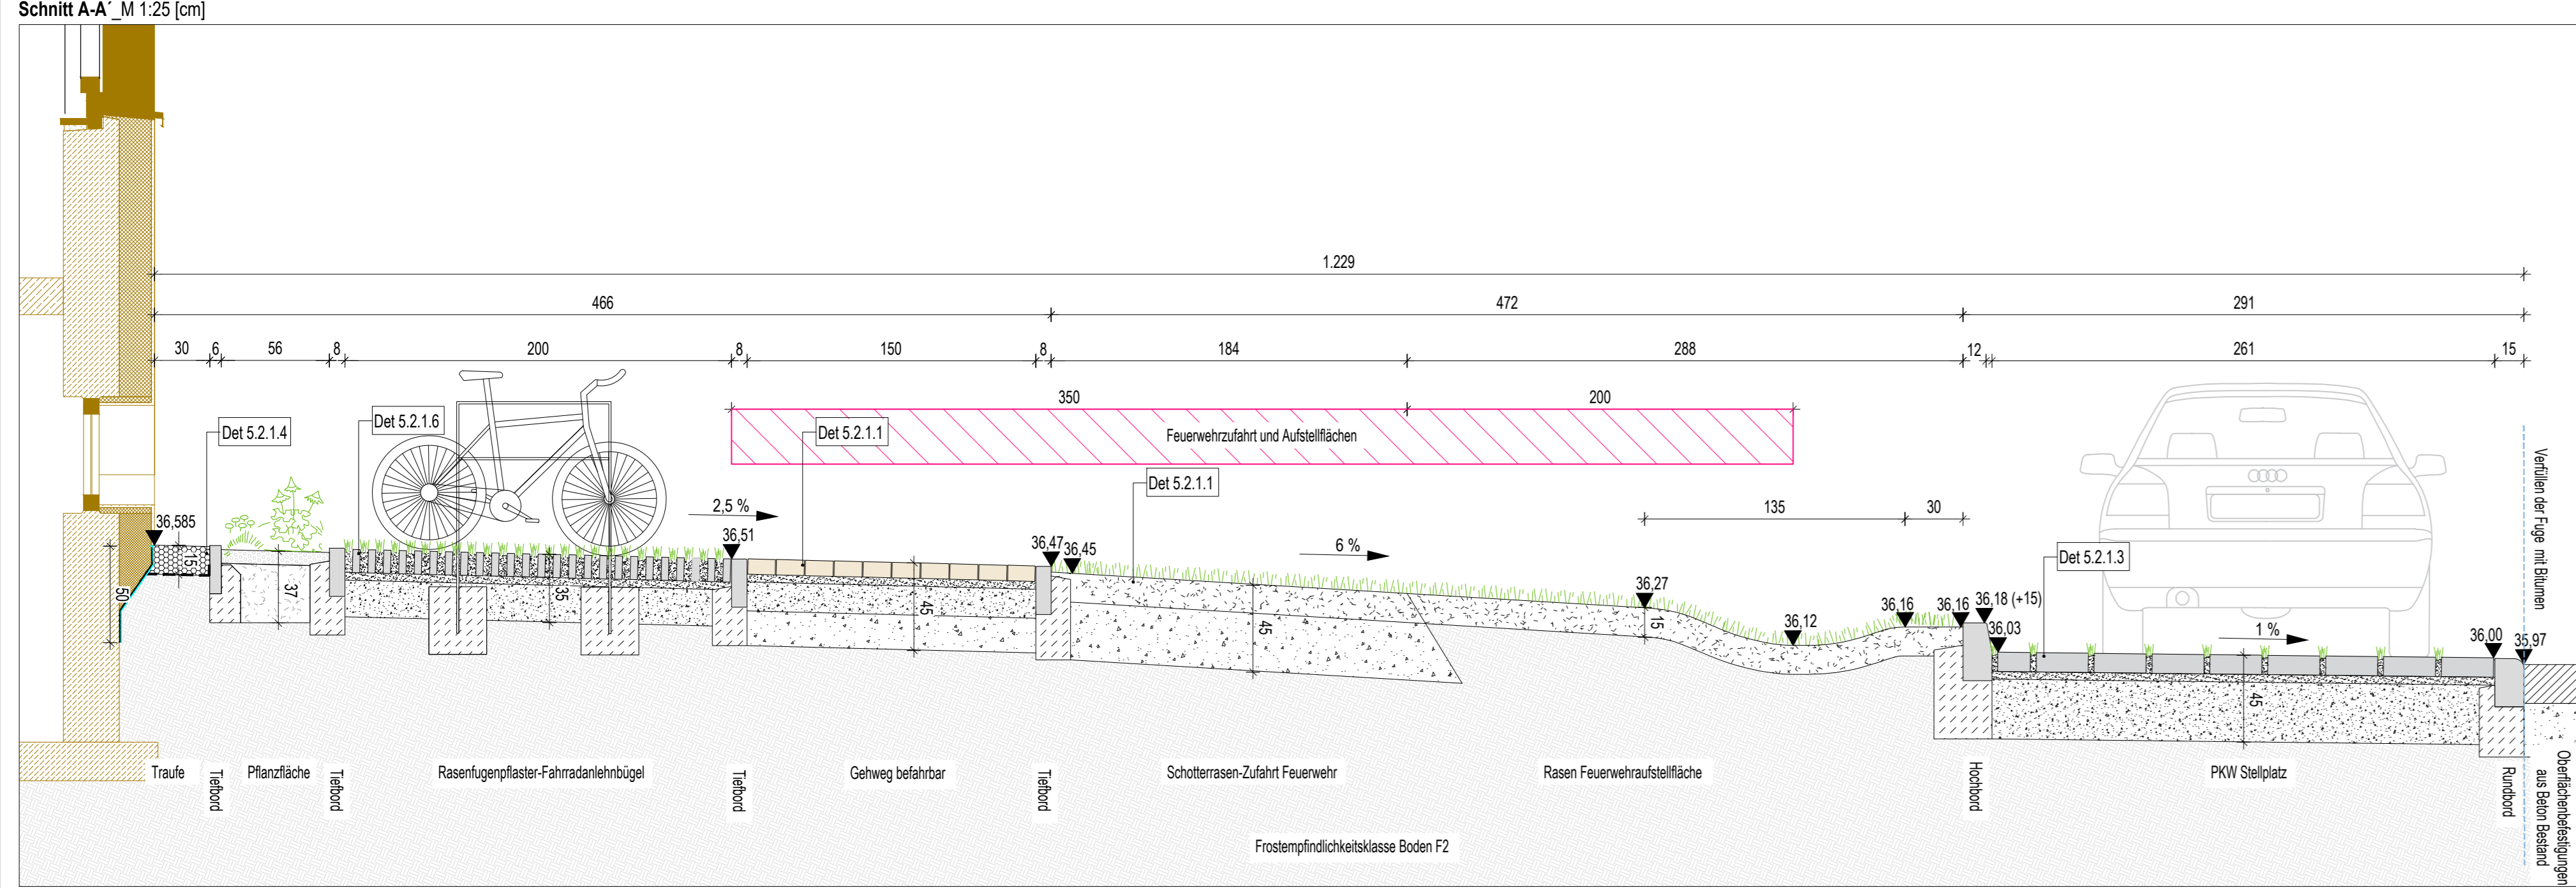 Schnitt A-A´_M 1:25 [cm]
1.229
466
472
291
30
6
56
8
200
8
150
8
184
288
12
261
15
350
200
Feuerwehrzufahrt und Aufstellflächen
Det 5.2.1.4
Det 5.2.1.6
Det 5.2.1.1
Det 5.2.1.1
Det 5.2.1.3
135
30
36,585
2,5 %
36,51
36,47
36,45
6 %
36,27
36,12
36,16
36,16
36,18 (+15)
36,03
1 %
36,00
35,97
50
15
37
35
45
45
15
45
Verfüllen der Fuge mit Bitumen
Traufe
Tiefbord
Pflanzfläche
Tiefbord
Rasenfugenpflaster-Fahrradanlehnbügel
Tiefbord
Gehweg befahrbar
Tiefbord
Schotterrasen-Zufahrt Feuerwehr
Rasen Feuerwehraufstellfläche
Hochbord
PKW Stellplatz
Rundbord
Oberflächenbefestigungen
aus Beton Bestand
Frostempfindlichkeitsklasse Boden F2